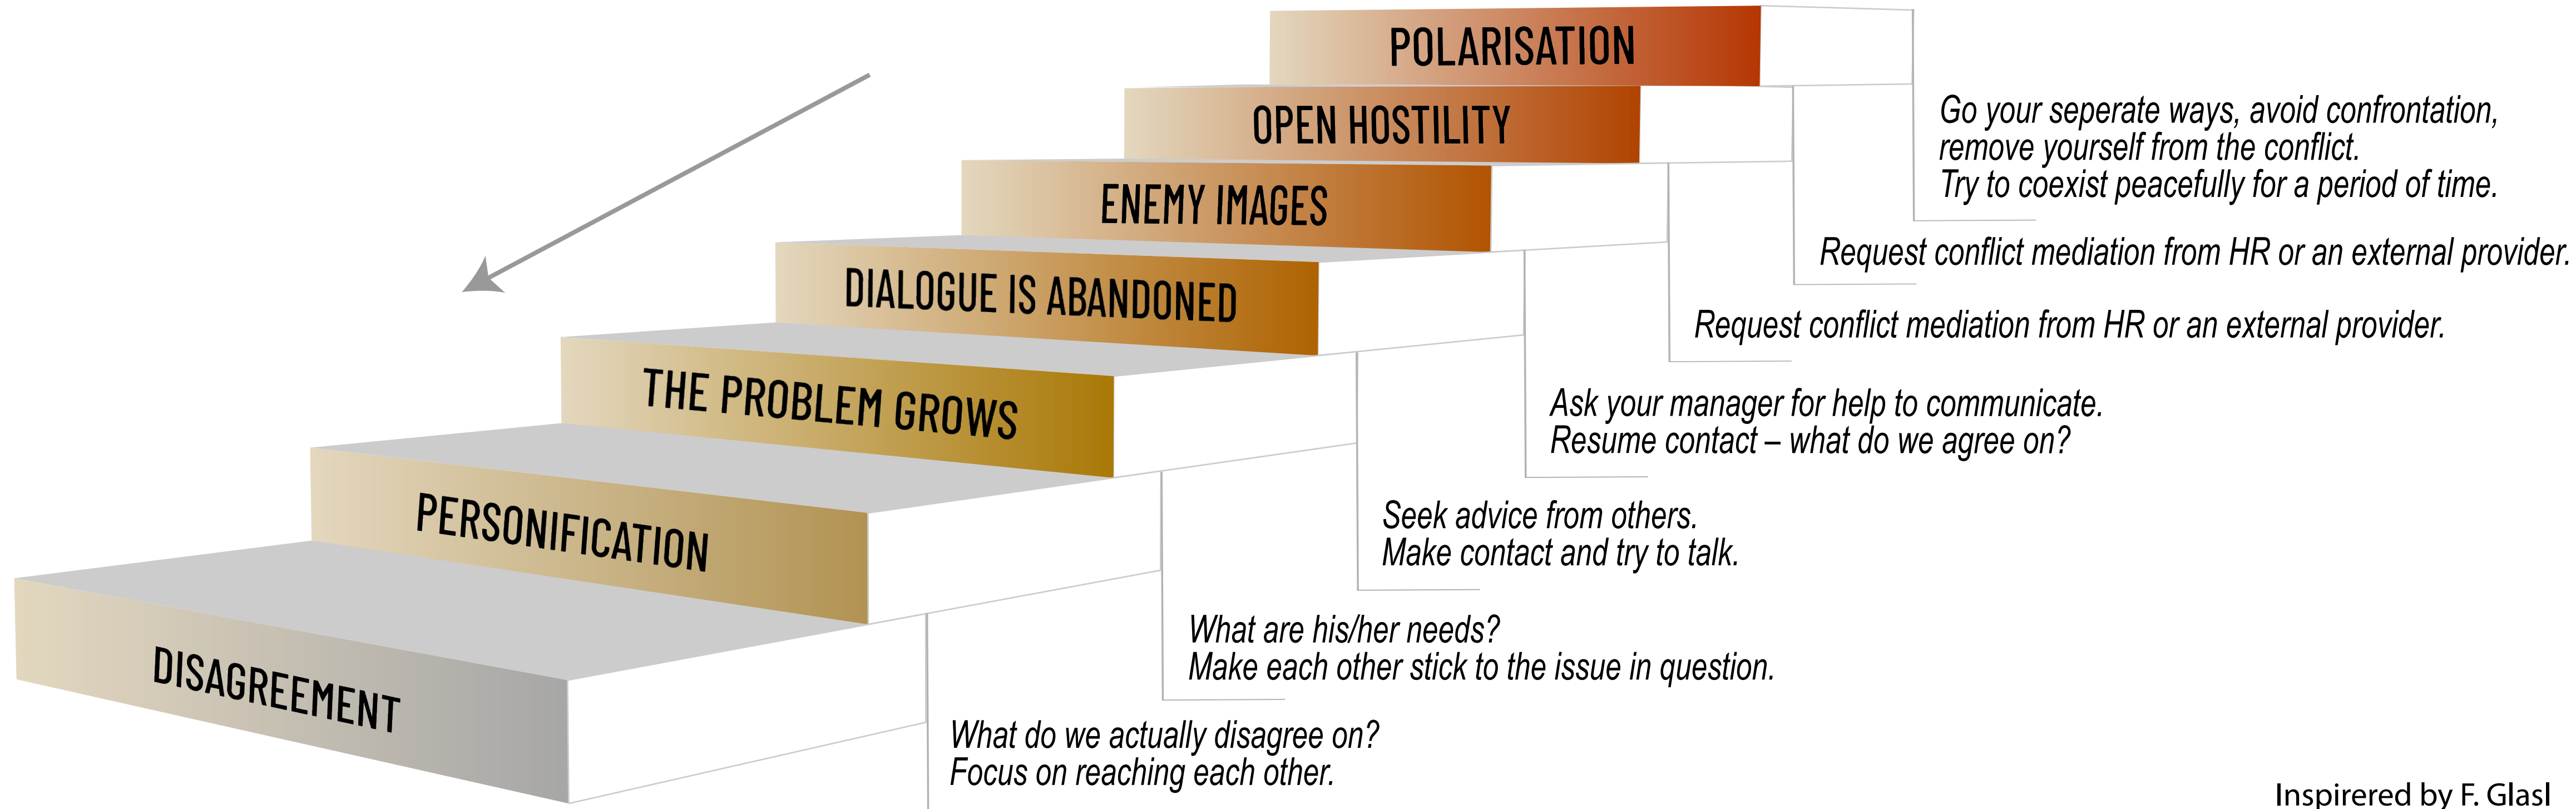 POLARISATION
Go your seperate ways, avoid confrontation,
remove yourself from the conflict.
Try to coexist peacefully for a period of time.
OPEN HOSTILITY
Request conflict mediation from HR or an external provider.
ENEMY IMAGES
Request conflict mediation from HR or an external provider.
DIALOGUE IS ABANDONED
Ask your manager for help to communicate.
Resume contact – what do we agree on?
THE PROBLEM GROWS
Seek advice from others.
Make contact and try to talk.
PERSONIFICATION
What are his/her needs?
Make each other stick to the issue in question.
DISAGREEMENT
What do we actually disagree on?
Focus on reaching each other.
Inspirered by F. Glasl